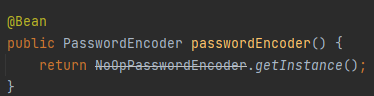 @Bean
public PasswordEncoder passwordEncoder() {
    return NoOpPasswordEncoder.getInstance();
}